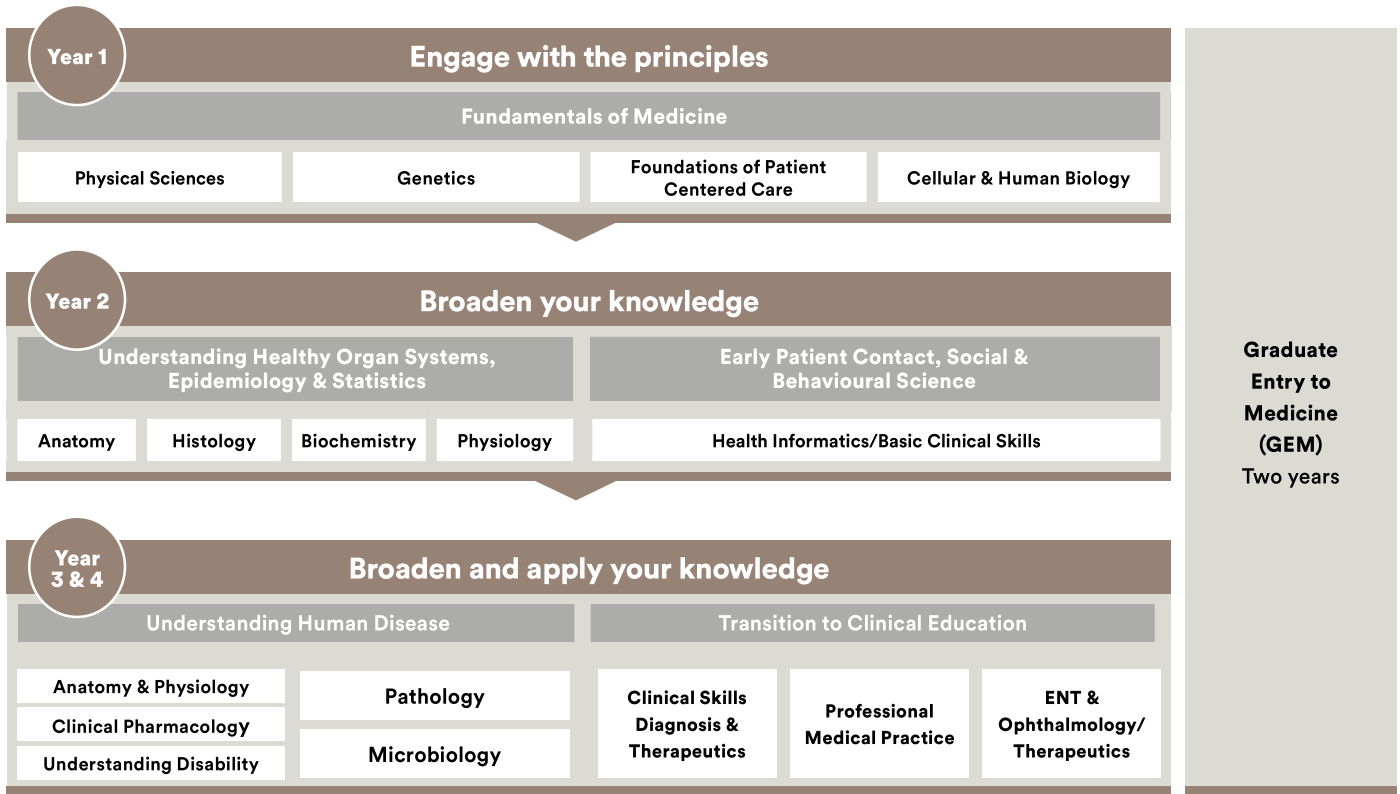 Year 1
Engage with the principles
Fundamentals of Medicine
Physical Sciences
Genetics
Foundations of Patient
Centered Care
Cellular & Human Biology
Year 2
Broaden your knowledge
Understanding Healthy Organ Systems,
Epidemiology & Statistics
Early Patient Contact, Social &
Behavioural Science
Anatomy
Histology
Biochemistry
Physiology
Health Informatics/Basic Clinical Skills
Year
3 & 4
Broaden and apply your knowledge
Understanding Human Disease
Transition to Clinical Education
Anatomy & Physiology
Clinical Pharmacology
Understanding Disability
Pathology
Microbiology
Clinical Skills
Diagnosis &
Therapeutics
Professional
Medical Practice
ENT &
Ophthalmology/
Therapeutics
Graduate
Entry to
Medicine
(GEM)
Two years